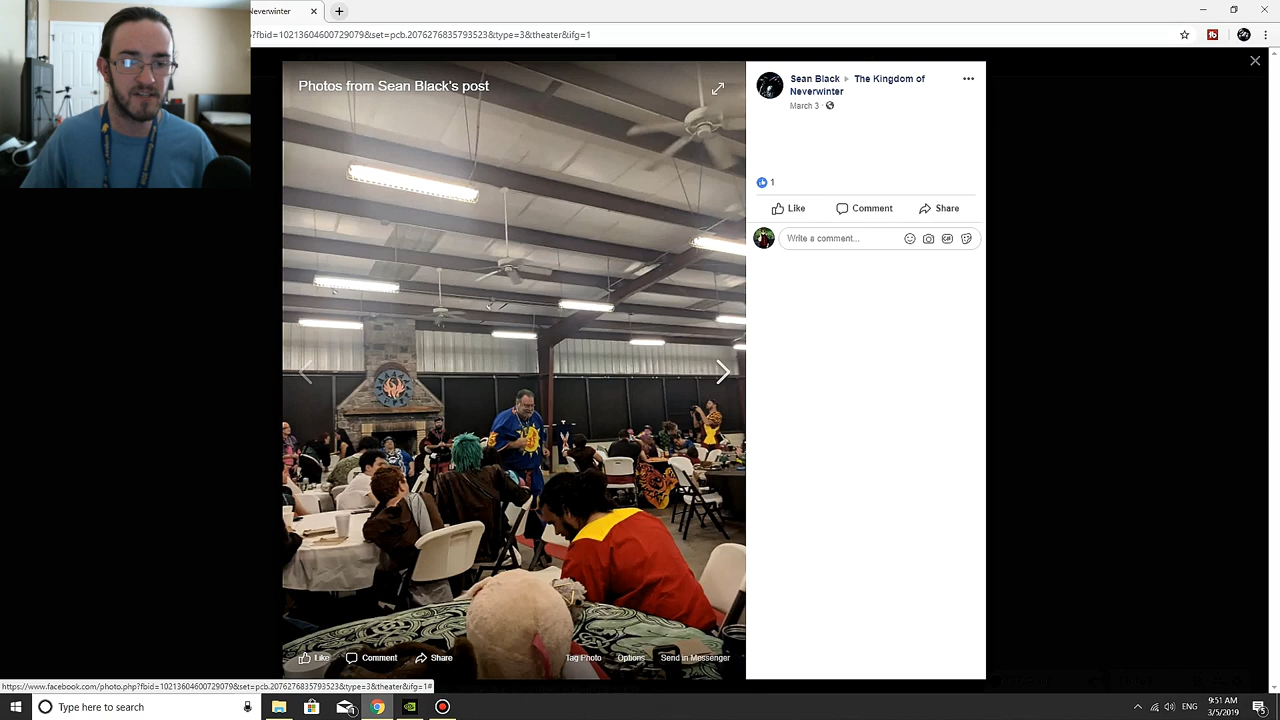 Neverwinter
?fbid=10213604600729079&set=pcb.2076276835793523&type=3&theater&ifg=1
Photos from Sean Black's post
Sean Black ▸ The Kingdom of
Neverwinter
March 3 ·
1
Like Comment Share
Write a comment...
GIF
Like Comment Share Tag Photo Options Send in Messenger
https://www.facebook.com/photo.php?fbid=10213604600729079&set=pcb.2076276835793523&type=3&theater&ifg=1#
Type here to search
ENG
9:51 AM
3/5/2019
5